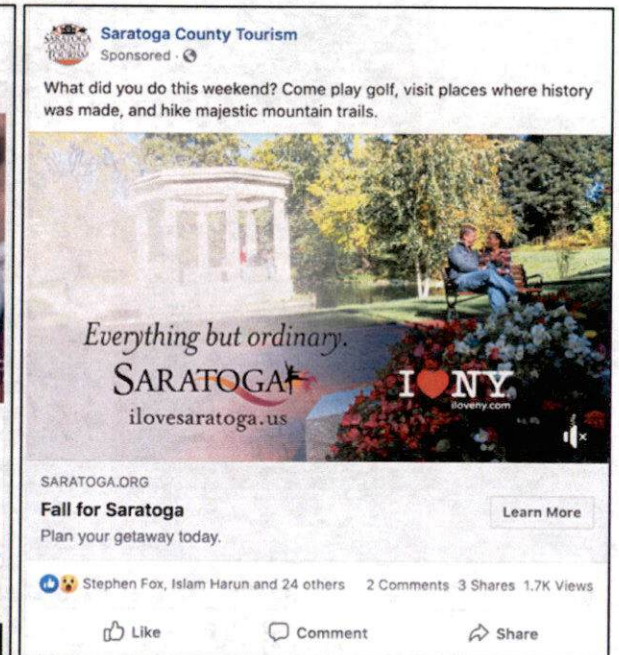 SARATOGA
COUNTY
TOURISM
Saratoga County Tourism
Sponsored ·
What did you do this weekend? Come play golf, visit places where history
was made, and hike majestic mountain trails.
Everything but ordinary.
SARATOGA
ilovesaratoga.us
I NY
iloveny.com
SARATOGA.ORG
Fall for Saratoga
Plan your getaway today.
Learn More
Stephen Fox, Islam Harun and 24 others 2 Comments 3 Shares 1.7K Views
Like Comment Share